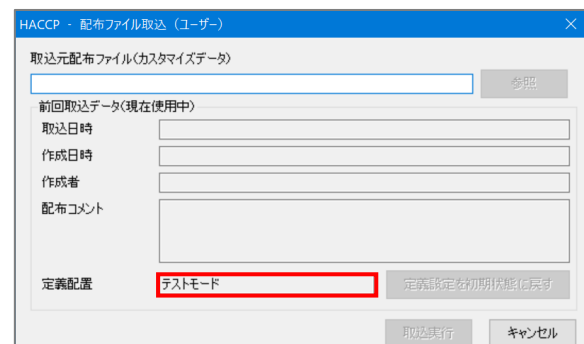 HACCP - 配布ファイル取込（ユーザー）
取込元配布ファイル(カスタマイズデータ)
参照
前回取込データ(現在使用中)
取込日時
作成日時
作成者
配布コメント
定義配置
テストモード
定義設定を初期状態に戻す
取込実行
キャンセル